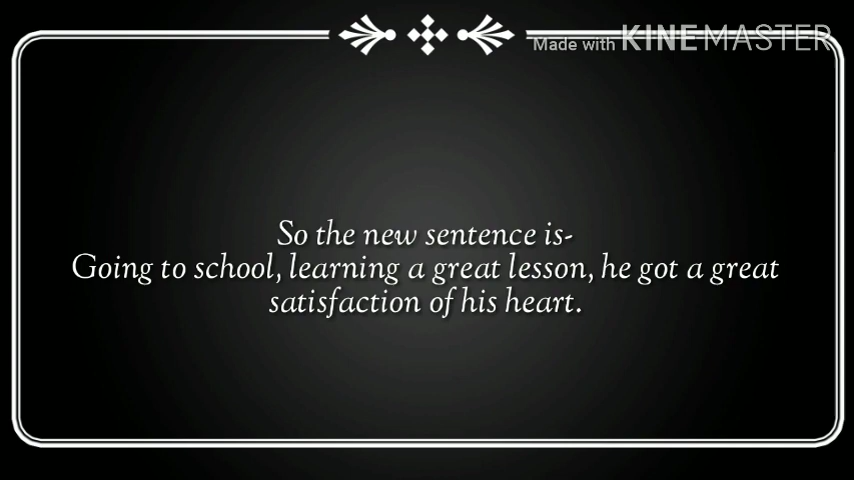 Made with KINEMASTER
So the new sentence is-
Going to school, learning a great lesson, he got a great
satisfaction of his heart.